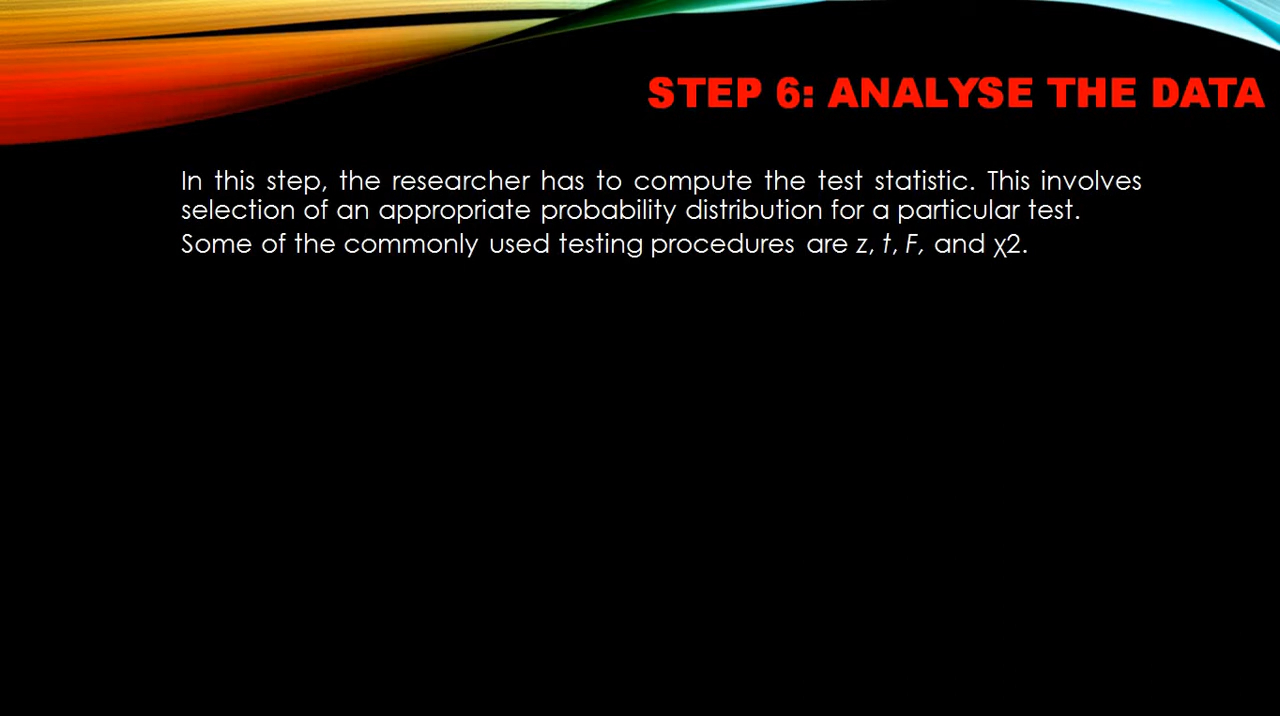 STEP 6: ANALYSE THE DATA
In this step, the researcher has to compute the test statistic. This involves
selection of an appropriate probability distribution for a particular test.
Some of the commonly used testing procedures are z, t, F, and χ2.